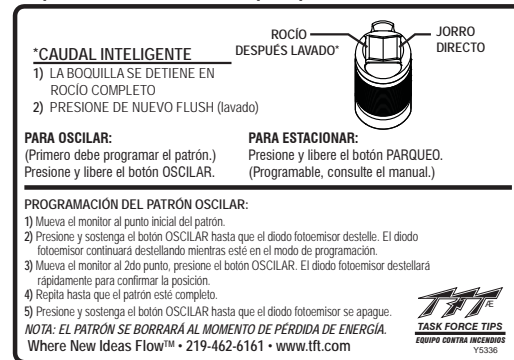 ROCÍO
DESPUÉS LAVADO*
JORRO
DIRECTO
*CAUDAL INTELIGENTE
1) LA BOQUILLA SE DETIENE EN
ROCÍO COMPLETO
2) PRESIONE DE NUEVO FLUSH (lavado)
PARA OSCILAR:
(Primero debe programar el patrón.)
Presione y libere el botón OSCILAR.
PARA ESTACIONAR:
Presione y libere el botón PARQUEO.
(Programable, consulte el manual.)
PROGRAMACIÓN DEL PATRÓN OSCILAR:
1) Mueva el monitor al punto inicial del patrón.
2) Presione y sostenga el botón OSCILAR hasta que el diodo fotoemisor destelle. El diodo
fotoemisor continuará destellando mientras esté en el modo de programación.
3) Mueva el monitor al 2do punto, presione el botón OSCILAR. El diodo fotoemisor destellará
rápidamente para confirmar la posición.
4) Repita hasta que el patrón esté completo.
5) Presione y sostenga el botón OSCILAR hasta que el diodo fotoemisor se apague.
NOTA: EL PATRÓN SE BORRARÁ AL MOMENTO DE PÉRDIDA DE ENERGÍA.
Where New Ideas Flow™ • 219-462-6161 • www.tft.com
TFT Æ
TASK FORCE TIPS
EQUIPO CONTRA INCENDIOS
Y5336